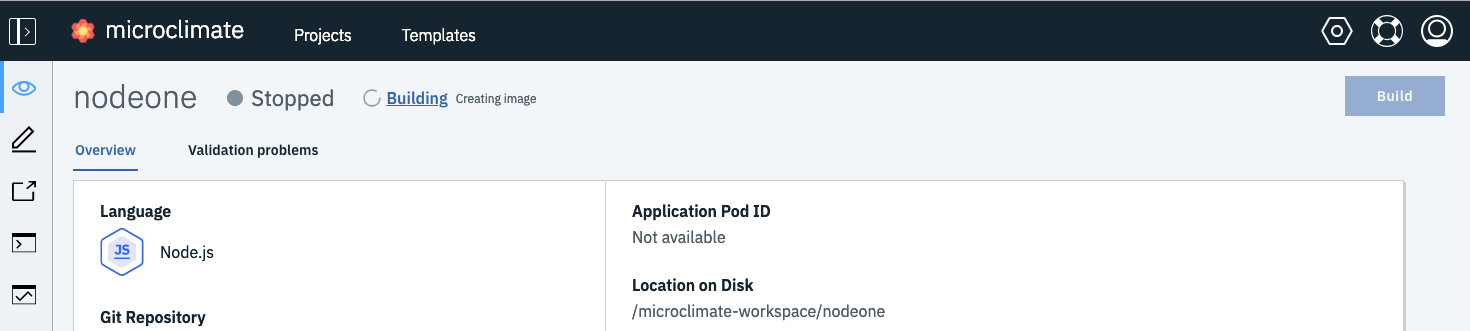 microclimate Projects Templates
nodeone Stopped Building Creating image Build
Overview Validation problems
Language
JS Node.js
Git Repository
Application Pod ID
Not available
Location on Disk
/microclimate-workspace/nodeone